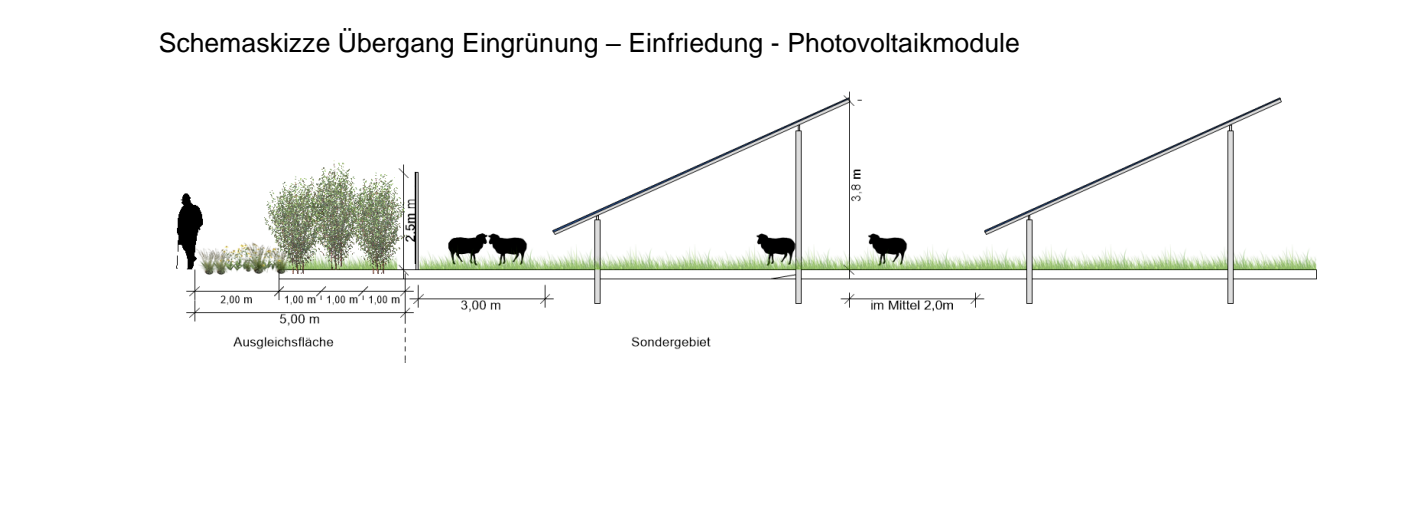 Schemaskizze Übergang Eingrünung – Einfriedung - Photovoltaikmodule
3,8 m
2,5m m
2,00 m
1,00 m
1,00 m
1,00 m
3,00 m
im Mittel 2,0m
5,00 m
Ausgleichsfläche
Sondergebiet